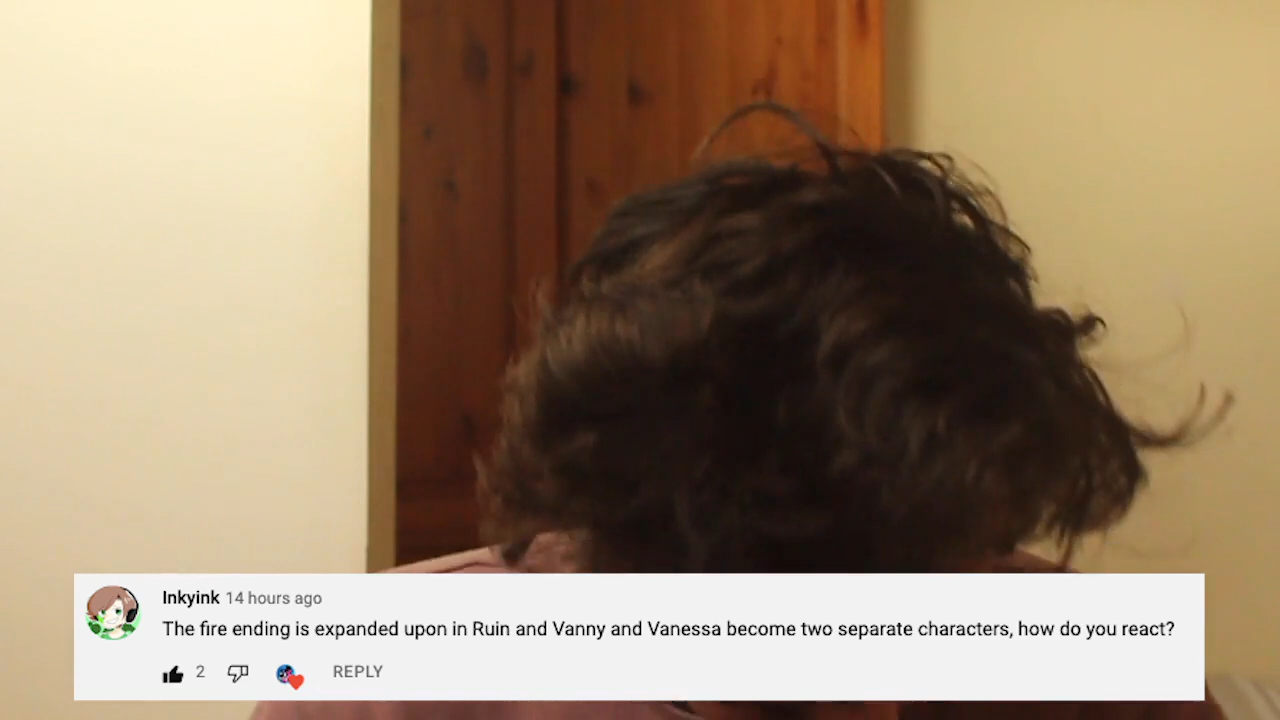 Inkyink 14 hours ago
The fire ending is expanded upon in Ruin and Vanny and Vanessa become two separate characters, how do you react?
2 REPLY